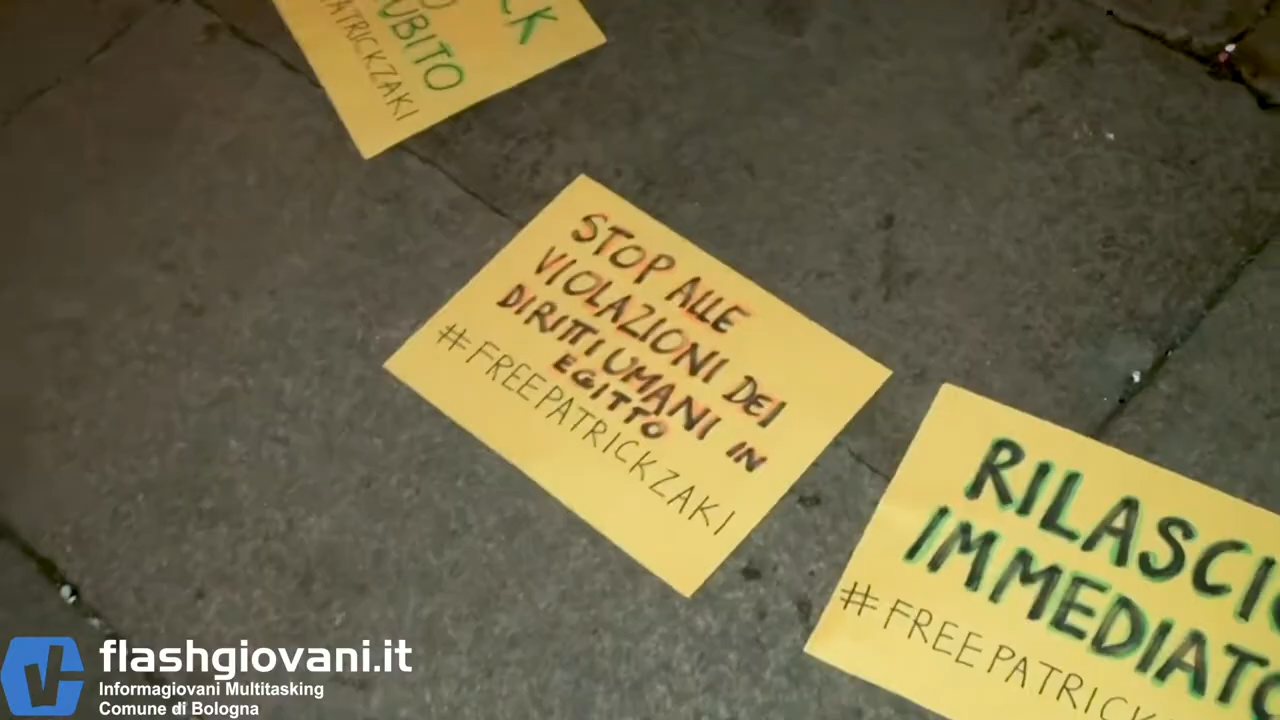 CK
UBITO
ATRICKZAKI
STOP ALLE
VIOLAZIONI DEI
DIRITTI UMANI IN
EGITTO
#FREEPATRICKZAKI
RILASCIO
IMMEDIATO
#FREEPATRICK
flashgiovani.it
Informagiovani Multitasking
Comune di Bologna